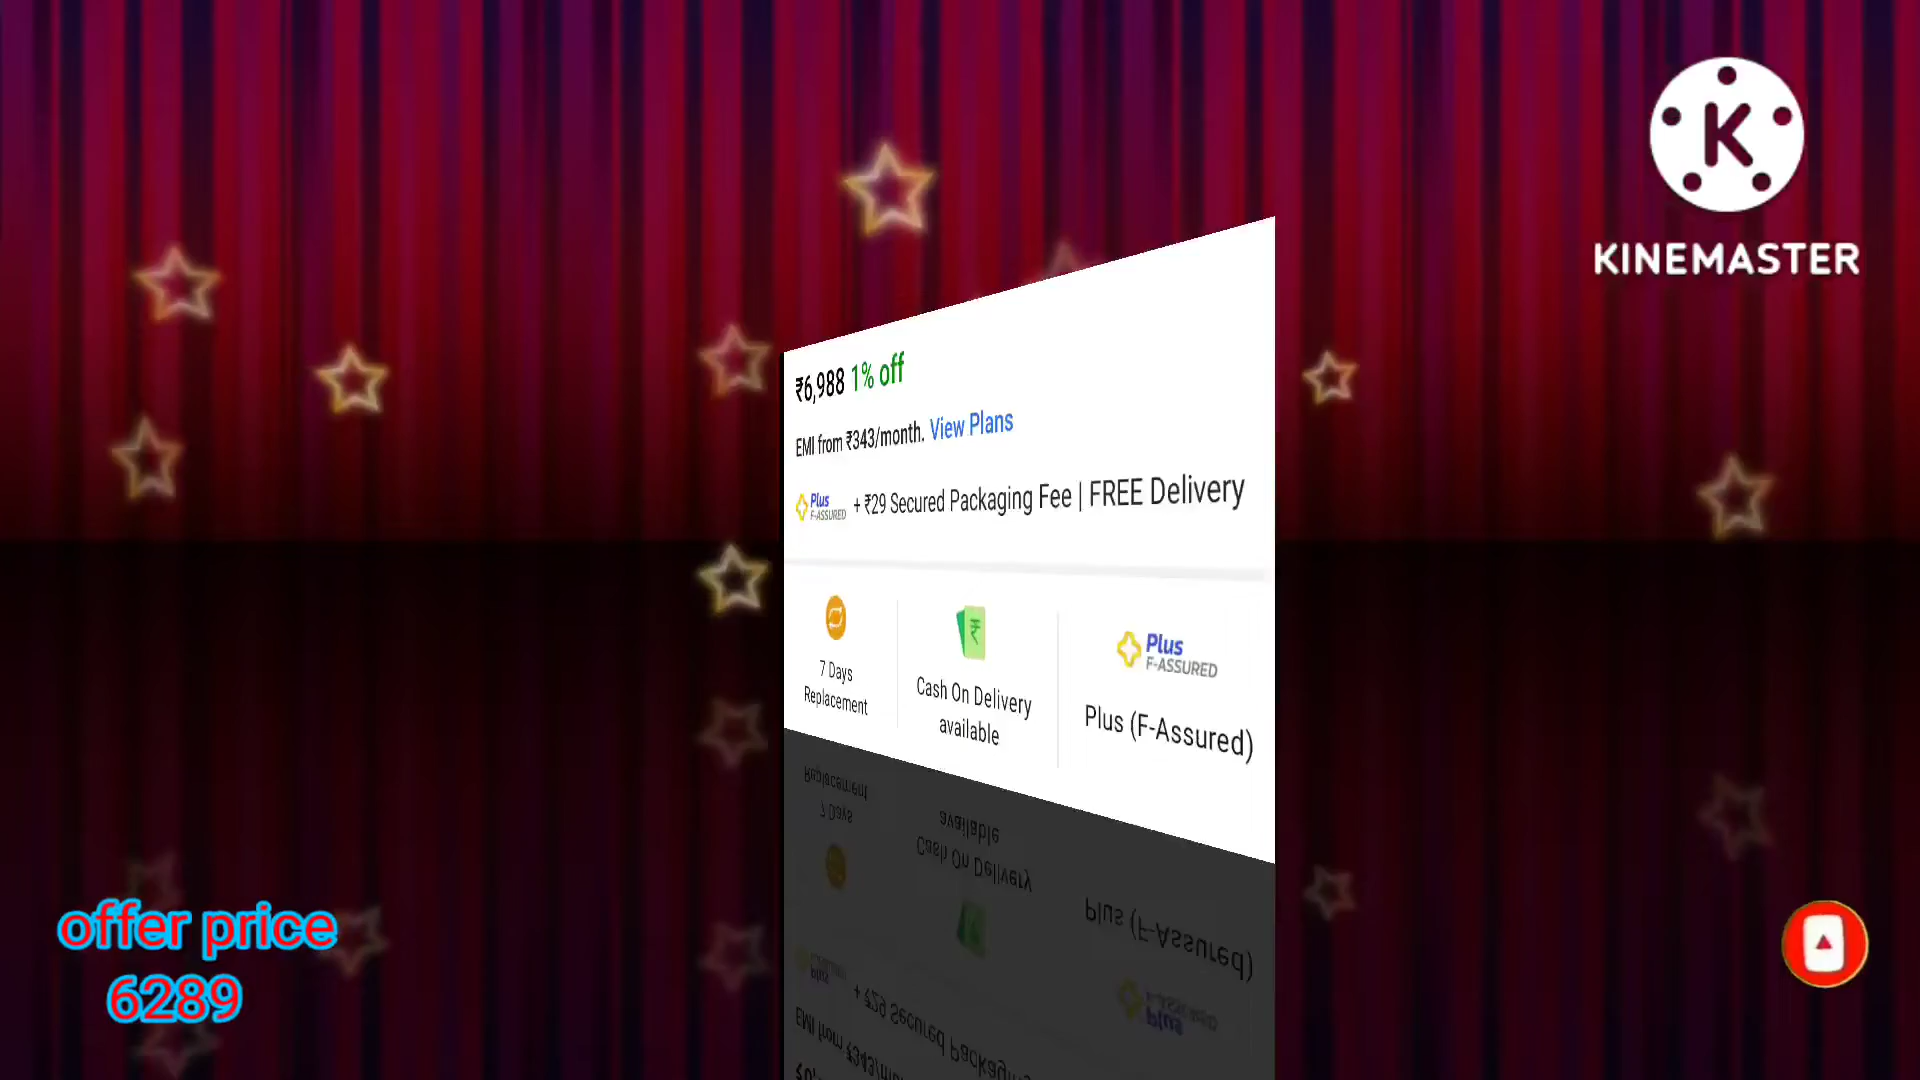 KINEMASTER
₹6,988 1% off
EMI from ₹343/month. View Plans
Plus F-ASSURED + ₹29 Secured Packaging Fee | FREE Delivery
7 Days Replacement
Cash On Delivery available
Plus F-ASSURED
Plus (F-Assured)
offer price
6289